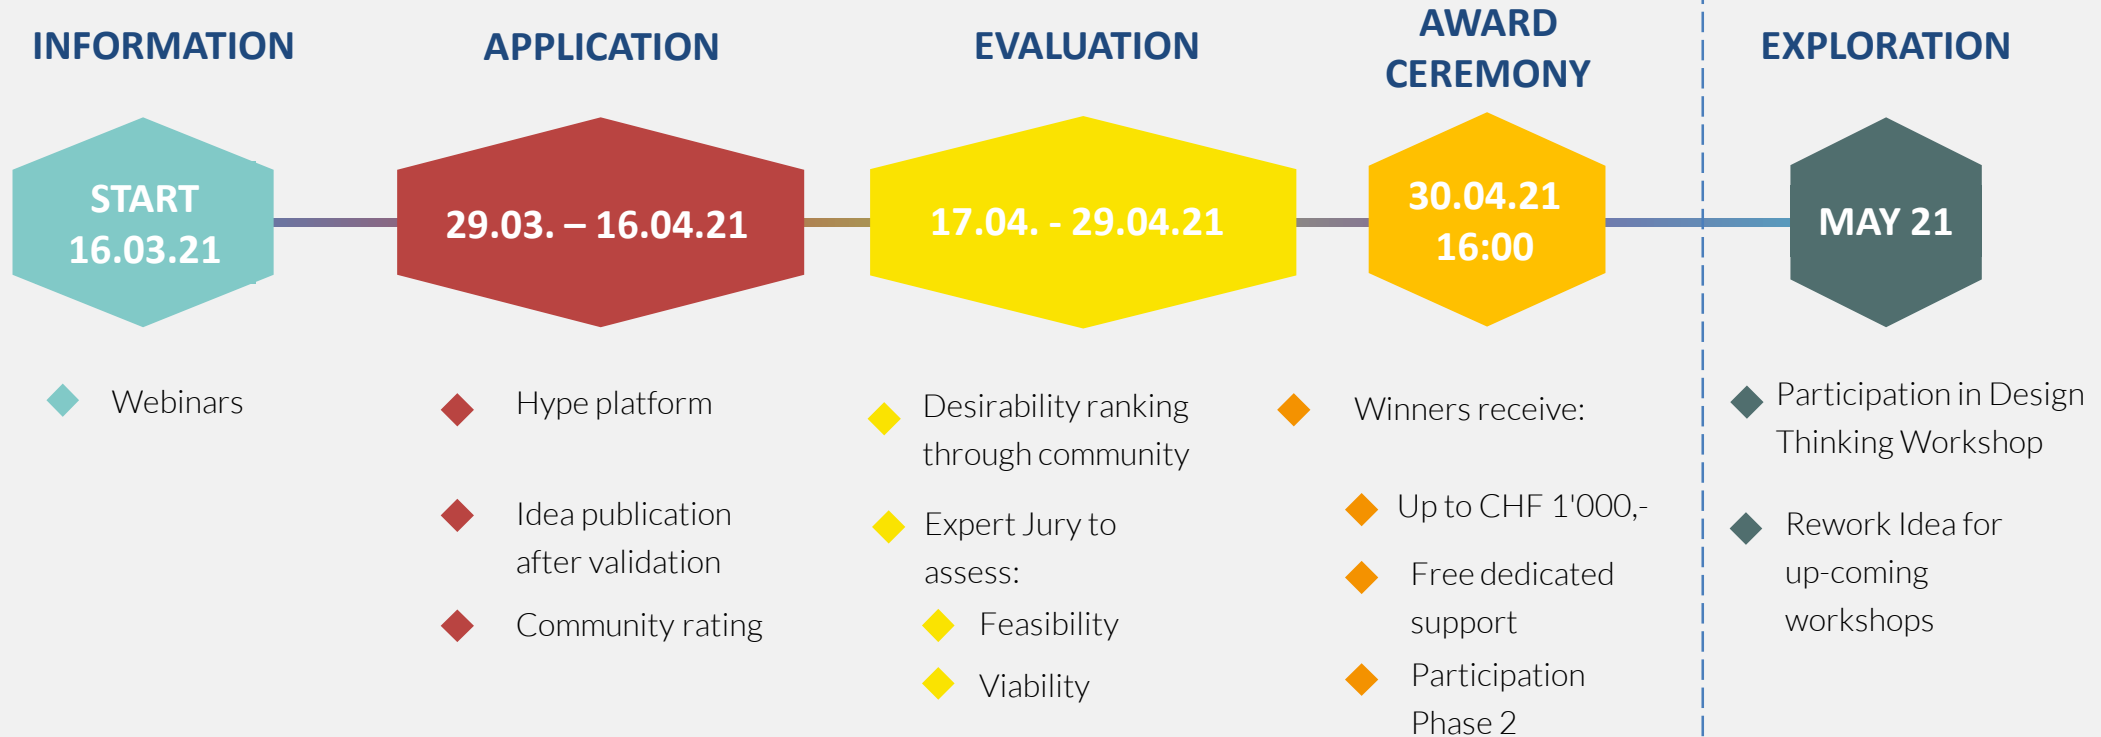 INFORMATION
START
16.03.21
Webinars
APPLICATION
29.03. – 16.04.21
Hype platform
Idea publication
after validation
Community rating
EVALUATION
17.04. - 29.04.21
Desirability ranking
through community
Expert Jury to
assess:
Feasibility
Viability
AWARD
CEREMONY
30.04.21
16:00
Winners receive:
Up to CHF 1'000,-
Free dedicated
support
Participation
Phase 2
EXPLORATION
MAY 21
Participation in Design
Thinking Workshop
Rework Idea for
up-coming
workshops